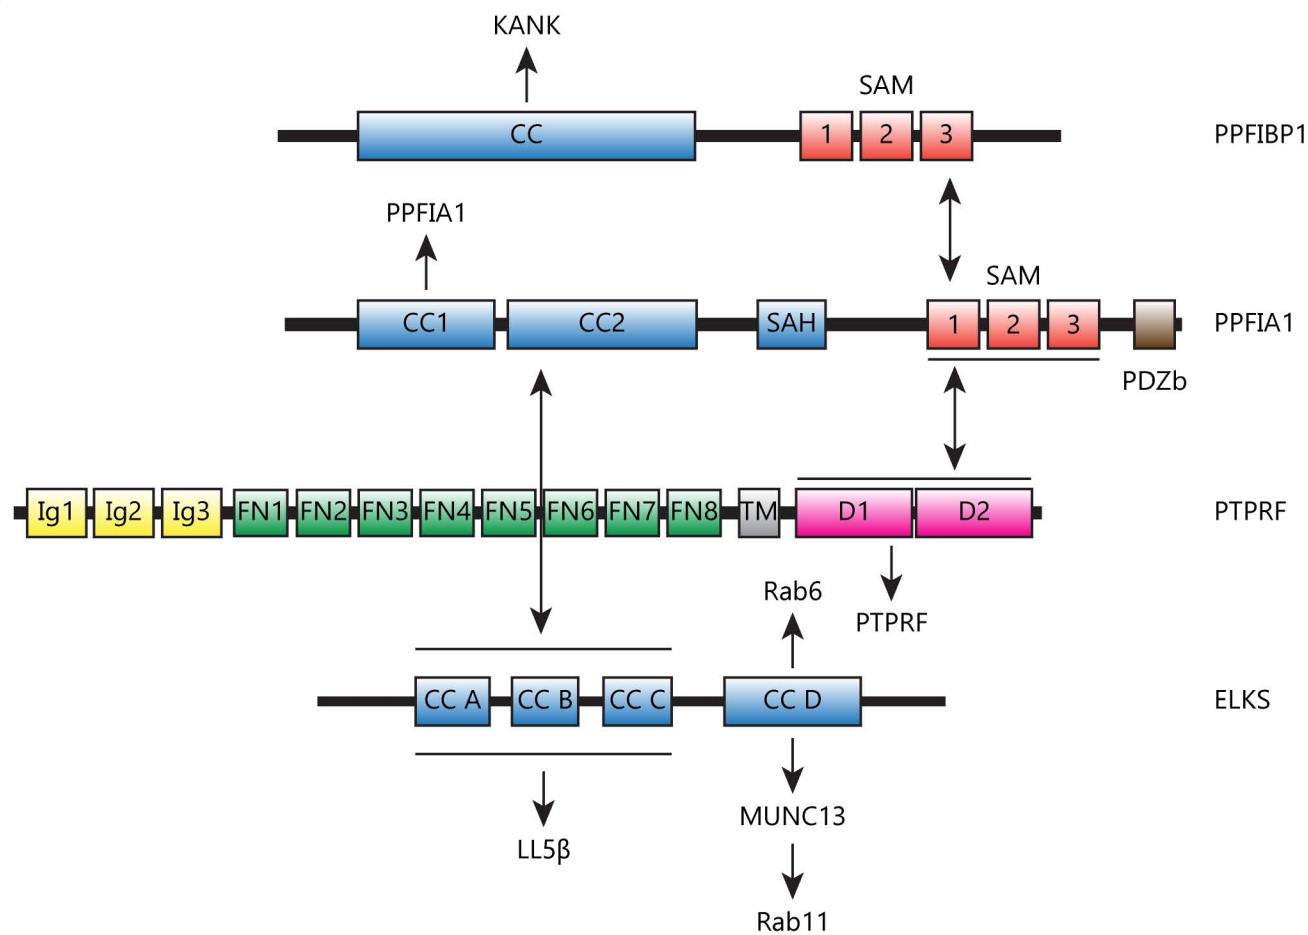 KANK
SAM
CC 1 2 3 PPFIBP1
PPFIA1
SAM
CC1 CC2 SAH 1 2 3 PPFIA1
PDZb
Ig1 Ig2 Ig3 FN1 FN2 FN3 FN4 FN5 FN6 FN7 FN8 TM D1 D2 PTPRF
Rab6
PTPRF
CC A CC B CC C CC D ELKS
MUNC13
LL5β
Rab11